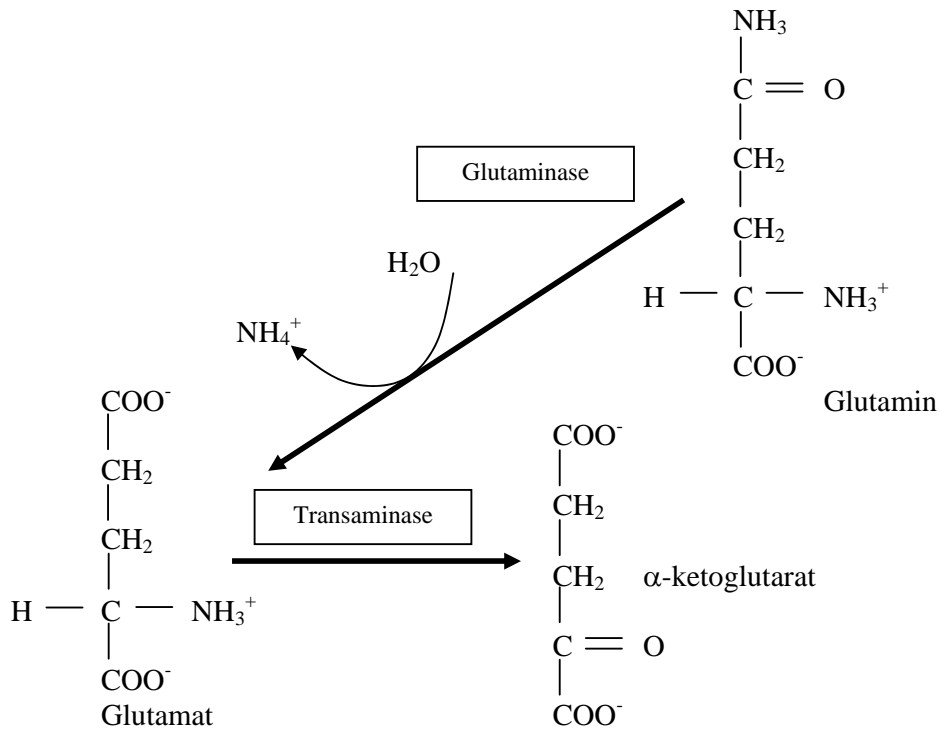 NH₃
C = O
CH₂
Glutaminase
CH₂
H₂O
H — C — NH₃⁺
NH₄⁺
COO⁻
Glutamin
COO⁻
COO⁻
CH₂
Transaminase
CH₂
CH₂
CH₂ α-ketoglutarat
H — C — NH₃⁺
C = O
COO⁻
Glutamat
COO⁻